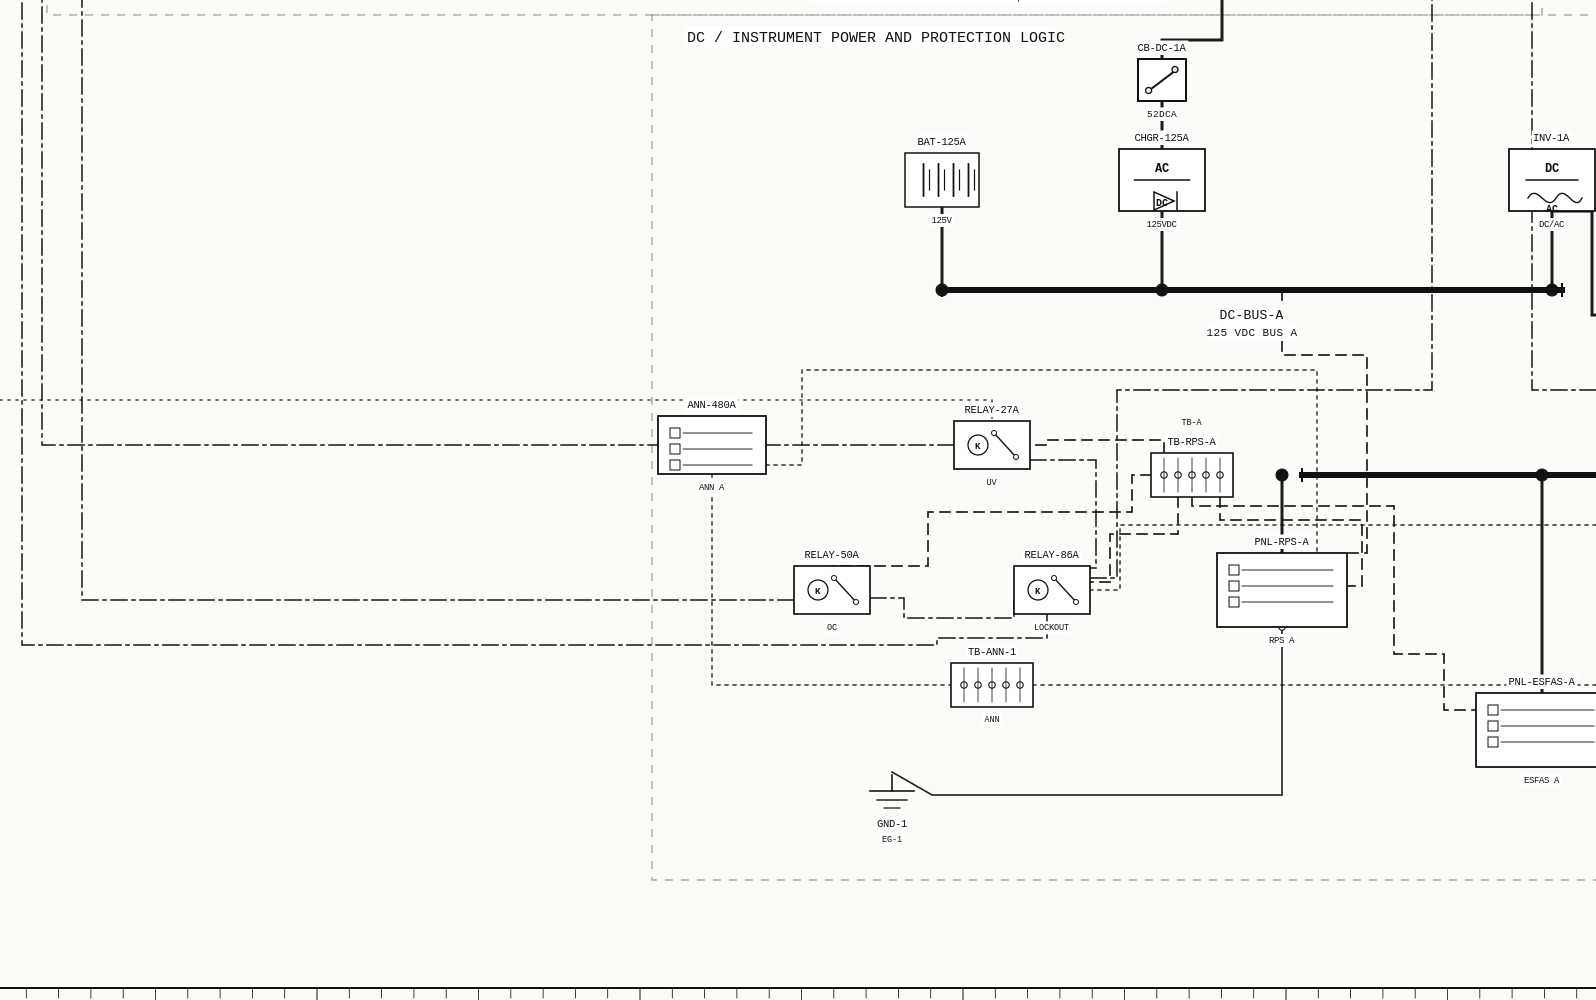 DC / INSTRUMENT POWER AND PROTECTION LOGIC
CB-DC-1A
52DCA
BAT-125A
125V
CHGR-125A
AC
DC
125VDC
INV-1A
DC
AC
DC/AC
DC-BUS-A
125 VDC BUS A
ANN-480A
ANN A
RELAY-27A
K
UV
TB-A
TB-RPS-A
RELAY-50A
K
OC
RELAY-86A
K
LOCKOUT
PNL-RPS-A
RPS A
TB-ANN-1
ANN
PNL-ESFAS-A
ESFAS A
GND-1
EG-1